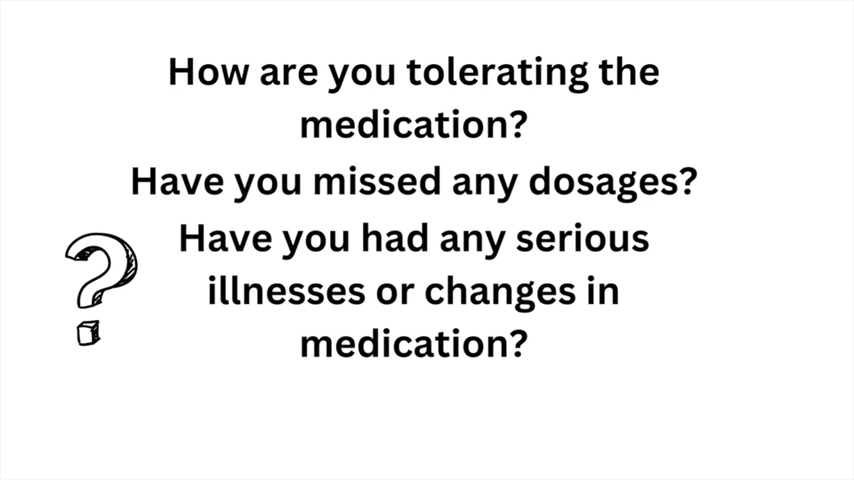 How are you tolerating the
medication?
Have you missed any dosages?
Have you had any serious
illnesses or changes in
medication?